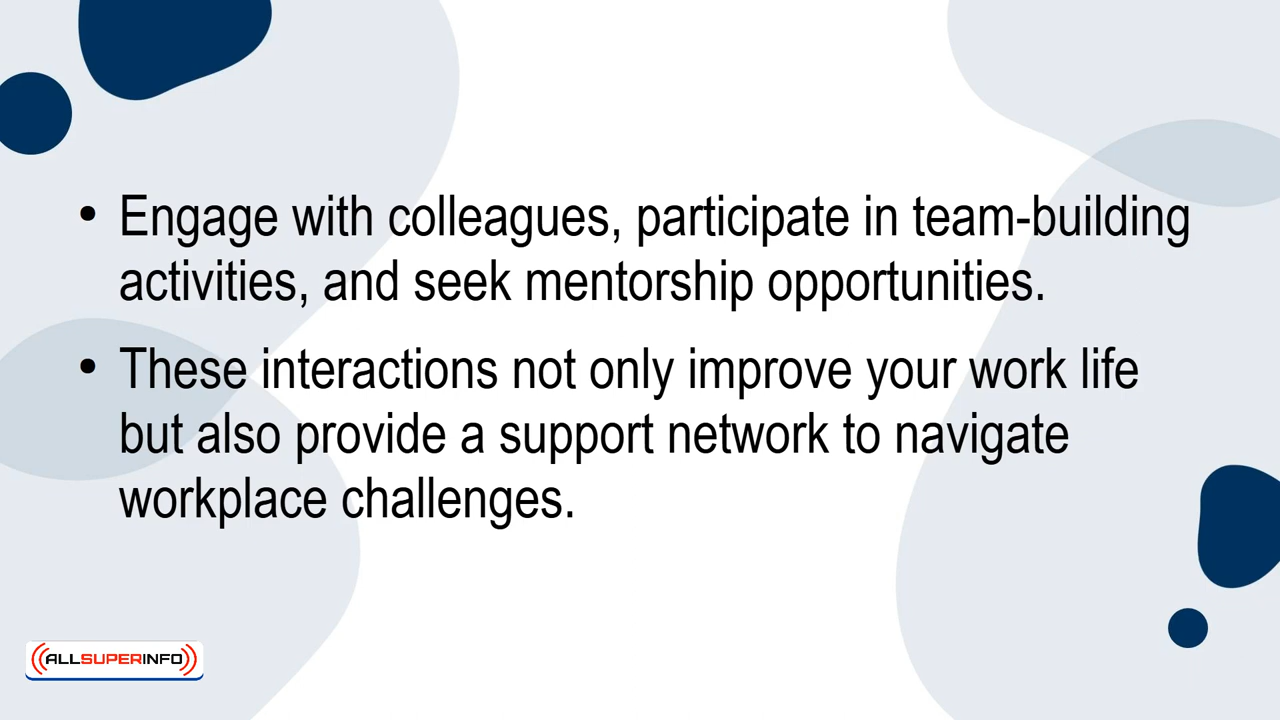 • Engage with colleagues, participate in team-building
activities, and seek mentorship opportunities.
• These interactions not only improve your work life
but also provide a support network to navigate
workplace challenges.
ALLSUPERINFO